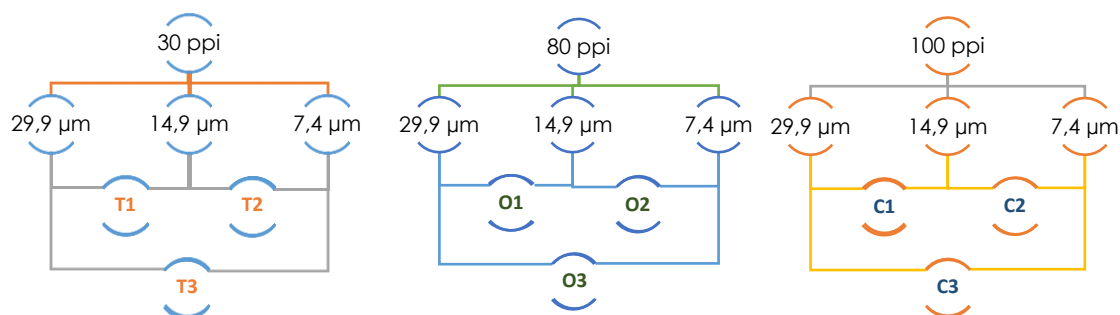 30 ppi
29,9 µm 14,9 µm 7,4 µm
T1 T2
T3
80 ppi
29,9 µm 14,9 µm 7,4 µm
O1 O2
O3
100 ppi
29,9 µm 14,9 µm 7,4 µm
C1 C2
C3